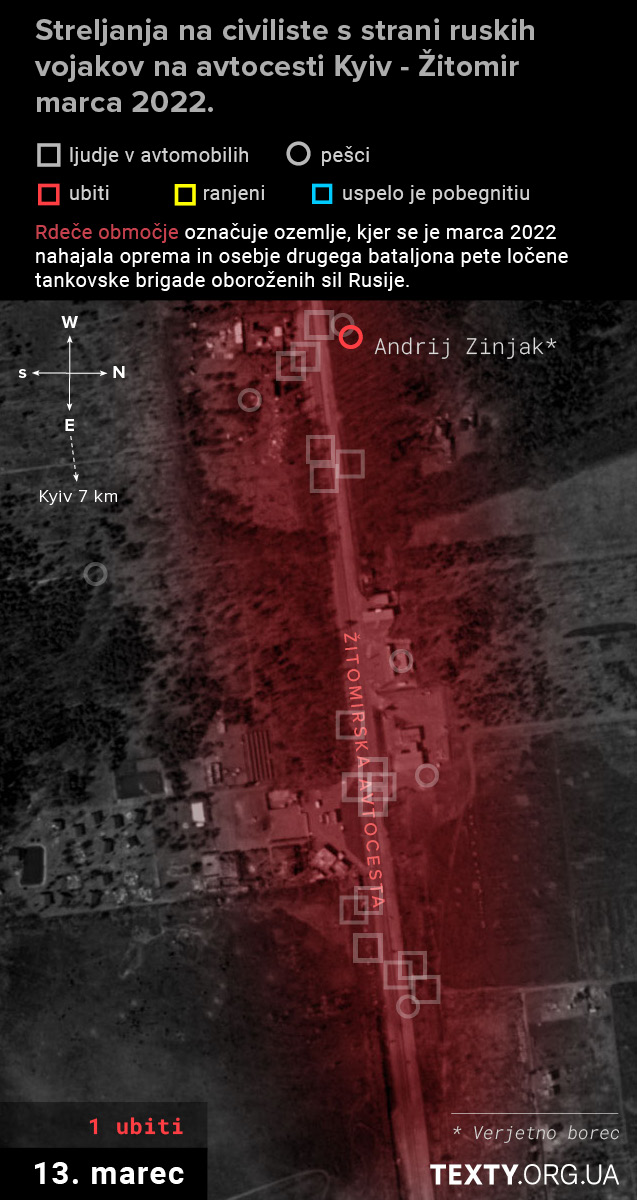 Streljanja na civiliste s strani ruskih
vojakov na avtocesti Kyiv - Žitomir
marca 2022.
ljudje v avtomobilih
pešci
ubiti
ranjeni
uspelo je pobegnitiu
Rdeče območje označuje ozemlje, kjer se je marca 2022
nahajala oprema in osebje drugega bataljona pete ločene
tankovske brigade oboroženih sil Rusije.
W
S
N
E
Kyiv 7 km
Andrij Zinjak*
ŽITOMIRSKA AVTOCESTA
1 ubiti
13. marec
* Verjetno borec
TEXTY.ORG.UA